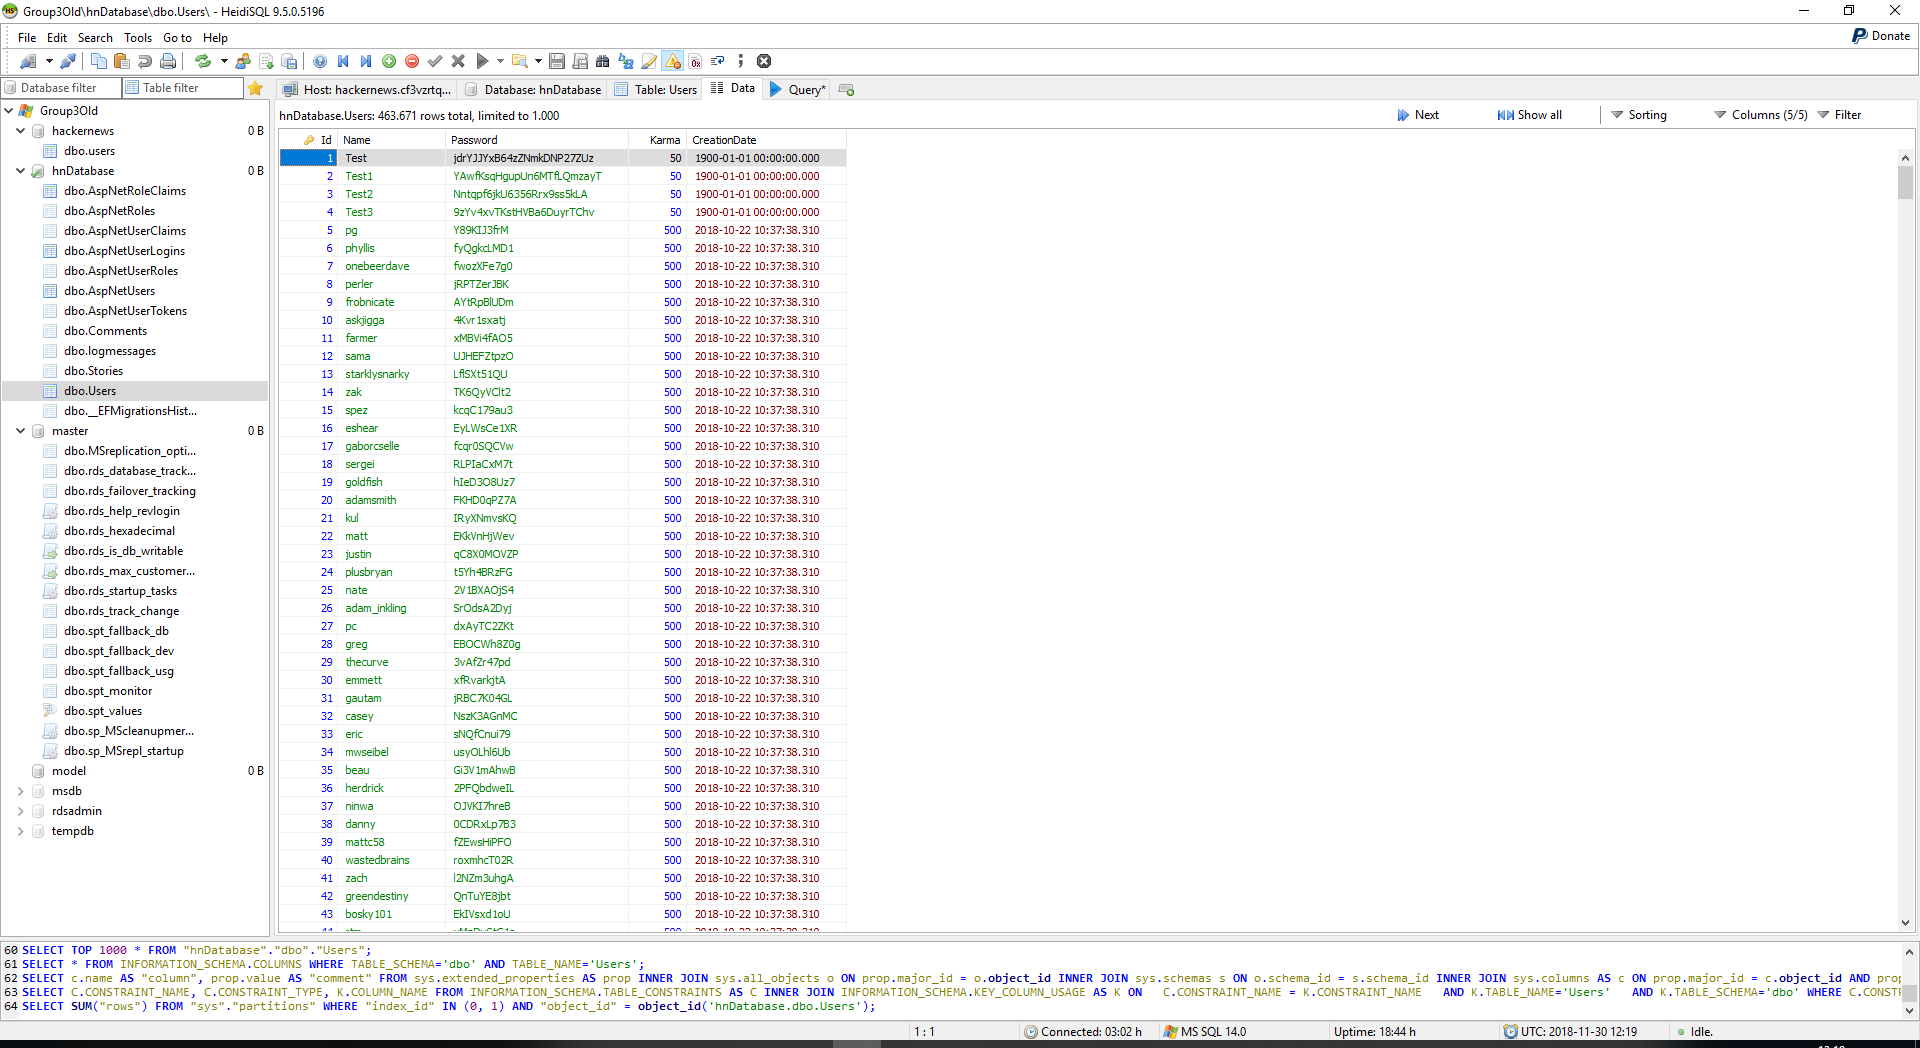 Group3Old\hnDatabase\dbo.Users\ - HeidiSQL 9.5.0.5196
File Edit Search Tools Go to Help
Donate
Database filter Table filter
Host: hackernews.cf3vzrtq... Database: hnDatabase Table: Users Data Query*
Group3Old
hackernews 0 B
dbo.users
hnDatabase 0 B
dbo.AspNetRoleClaims
dbo.AspNetRoles
dbo.AspNetUserClaims
dbo.AspNetUserLogins
dbo.AspNetUserRoles
dbo.AspNetUsers
dbo.AspNetUserTokens
dbo.Comments
dbo.logmessages
dbo.Stories
dbo.Users
dbo.__EFMigrationsHist...
master 0 B
dbo.MSreplication_opti...
dbo.rds_database_track...
dbo.rds_failover_tracking
dbo.rds_help_revlogin
dbo.rds_hexadecimal
dbo.rds_is_db_writable
dbo.rds_max_customer...
dbo.rds_startup_tasks
dbo.rds_track_change
dbo.spt_fallback_db
dbo.spt_fallback_dev
dbo.spt_fallback_usg
dbo.spt_monitor
dbo.spt_values
dbo.sp_MScleanupmer...
dbo.sp_MSrepl_startup
model 0 B
msdb
rdsadmin
tempdb
hnDatabase.Users: 463.671 rows total, limited to 1.000 Next Show all Sorting Columns (5/5) Filter
Id Name Password Karma CreationDate
1 Test jdrYJJYxB64zZNmkDNP27ZUz 50 1900-01-01 00:00:00.000
2 Test1 YAwfKsqHgupUn6MTfLQmzayT 50 1900-01-01 00:00:00.000
3 Test2 Nntqpf6jkU6356Rrx9ss5kLA 50 1900-01-01 00:00:00.000
4 Test3 9zYv4xvTKstHVBa6DuyrTChv 50 1900-01-01 00:00:00.000
5 pg Y89KIJ3frM 500 2018-10-22 10:37:38.310
6 phyllis fyQgkcLMD1 500 2018-10-22 10:37:38.310
7 onebeerdave fwozXFe7g0 500 2018-10-22 10:37:38.310
8 perler jRPTZerJBK 500 2018-10-22 10:37:38.310
9 frobnicate AYtRpBlUDm 500 2018-10-22 10:37:38.310
10 askjigga 4Kvr1sxatj 500 2018-10-22 10:37:38.310
11 farmer xMBVi4fAO5 500 2018-10-22 10:37:38.310
12 sama UJHEFZtpzO 500 2018-10-22 10:37:38.310
13 starklysnarky LflSXt51QU 500 2018-10-22 10:37:38.310
14 zak TK6QyVClt2 500 2018-10-22 10:37:38.310
15 spez kcqC179au3 500 2018-10-22 10:37:38.310
16 eshear EyLWsCe1XR 500 2018-10-22 10:37:38.310
17 gaborcselle fcqr0SQCVw 500 2018-10-22 10:37:38.310
18 sergei RLPIaCxM7t 500 2018-10-22 10:37:38.310
19 goldfish hIeD3O8Uz7 500 2018-10-22 10:37:38.310
20 adamsmith FKHD0qPZ7A 500 2018-10-22 10:37:38.310
21 kul IRyXNmvsKQ 500 2018-10-22 10:37:38.310
22 matt EKkVnHjWev 500 2018-10-22 10:37:38.310
23 justin qC8X0MOVZP 500 2018-10-22 10:37:38.310
24 plusbryan t5Yh4BRzFG 500 2018-10-22 10:37:38.310
25 nate 2V1BXAOjS4 500 2018-10-22 10:37:38.310
26 adam_inkling SrOdsA2Dyj 500 2018-10-22 10:37:38.310
27 pc dxAyTC2ZKt 500 2018-10-22 10:37:38.310
28 greg EBOCWh8Z0g 500 2018-10-22 10:37:38.310
29 thecurve 3vAfZr47pd 500 2018-10-22 10:37:38.310
30 emmett xfRvarkjtA 500 2018-10-22 10:37:38.310
31 gautam jRBC7K04GL 500 2018-10-22 10:37:38.310
32 casey NszK3AGnMC 500 2018-10-22 10:37:38.310
33 eric sNQfCnui79 500 2018-10-22 10:37:38.310
34 mwseibel usyOLhl6Ub 500 2018-10-22 10:37:38.310
35 beau Gi3V1mAhwB 500 2018-10-22 10:37:38.310
36 herdrick 2PFQbdweIL 500 2018-10-22 10:37:38.310
37 ninwa OJVKI7hreB 500 2018-10-22 10:37:38.310
38 danny 0CDRxLp7B3 500 2018-10-22 10:37:38.310
39 mattc58 fZEwsHiPFO 500 2018-10-22 10:37:38.310
40 wastedbrains roxmhcT02R 500 2018-10-22 10:37:38.310
41 zach l2NZm3uhgA 500 2018-10-22 10:37:38.310
42 greendestiny QnTuYE8jbt 500 2018-10-22 10:37:38.310
43 bosky101 EkIVsxd1oU 500 2018-10-22 10:37:38.310
60 SELECT TOP 1000 * FROM "hnDatabase"."dbo"."Users";
61 SELECT * FROM INFORMATION_SCHEMA.COLUMNS WHERE TABLE_SCHEMA='dbo' AND TABLE_NAME='Users';
62 SELECT c.name AS "column", prop.value AS "comment" FROM sys.extended_properties AS prop INNER JOIN sys.all_objects o ON prop.major_id = o.object_id INNER JOIN sys.schemas s ON o.schema_id = s.schema_id INNER JOIN sys.columns AS c ON prop.major_id = c.object_id AND prop
63 SELECT C.CONSTRAINT_NAME, C.CONSTRAINT_TYPE, K.COLUMN_NAME FROM INFORMATION_SCHEMA.TABLE_CONSTRAINTS AS C INNER JOIN INFORMATION_SCHEMA.KEY_COLUMN_USAGE AS K ON C.CONSTRAINT_NAME = K.CONSTRAINT_NAME AND K.TABLE_NAME='Users' AND K.TABLE_SCHEMA='dbo' WHERE C.CONST
64 SELECT SUM("rows") FROM "sys"."partitions" WHERE "index_id" IN (0, 1) AND "object_id" = object_id('hnDatabase.dbo.Users');
1 : 1 Connected: 03:02 h MS SQL 14.0 Uptime: 18:44 h UTC: 2018-11-30 12:19 Idle.